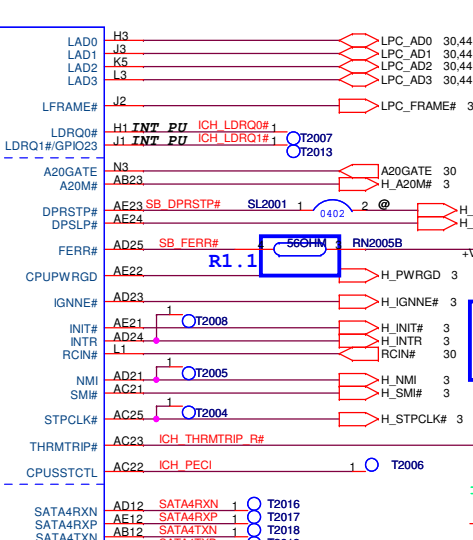 LAD0 H3 LPC_AD0 30,44
LAD1 J3 LPC_AD1 30,44
LAD2 K5 LPC_AD2 30,44
LAD3 L3 LPC_AD3 30,44
LFRAME# J2 LPC_FRAME# 3
LDRQ0# H1 INT PU ICH_LDRQ0# 1 T2007
LDRQ1#/GPIO23 J1 INT PU ICH_LDRQ1# 1 T2013
A20GATE N3 A20GATE 30
A20M# AB23 H_A20M# 3
DPRSTP# AE23 SB_DPRSTP# SL2001 1 0402 2 @ H_
DPSLP# AE24 H_
FERR# AD25 SB_FERR# 4 56OHM 3 RN2005B +V
R1.1
CPUPWRGD AE22 H_PWRGD 3
IGNNE# AD23 H_IGNNE# 3
1 T2008
INIT# AE21 H_INIT# 3
INTR AD24 H_INTR 3
RCIN# L1 RCIN# 30
1 T2005
NMI AD21 H_NMI 3
SMI# AC21 H_SMI# 3
1 T2004
STPCLK# AC25 H_STPCLK# 3
THRMTRIP# AC23 ICH_THRMTRIP_R#
CPUSSTCTL AC22 ICH_PECI 1 T2006
SATA4RXN AD12 SATA4RXN 1 T2016
SATA4RXP AE12 SATA4RXP 1 T2017
SATA4TXN AB12 SATA4TXN 1 T2018